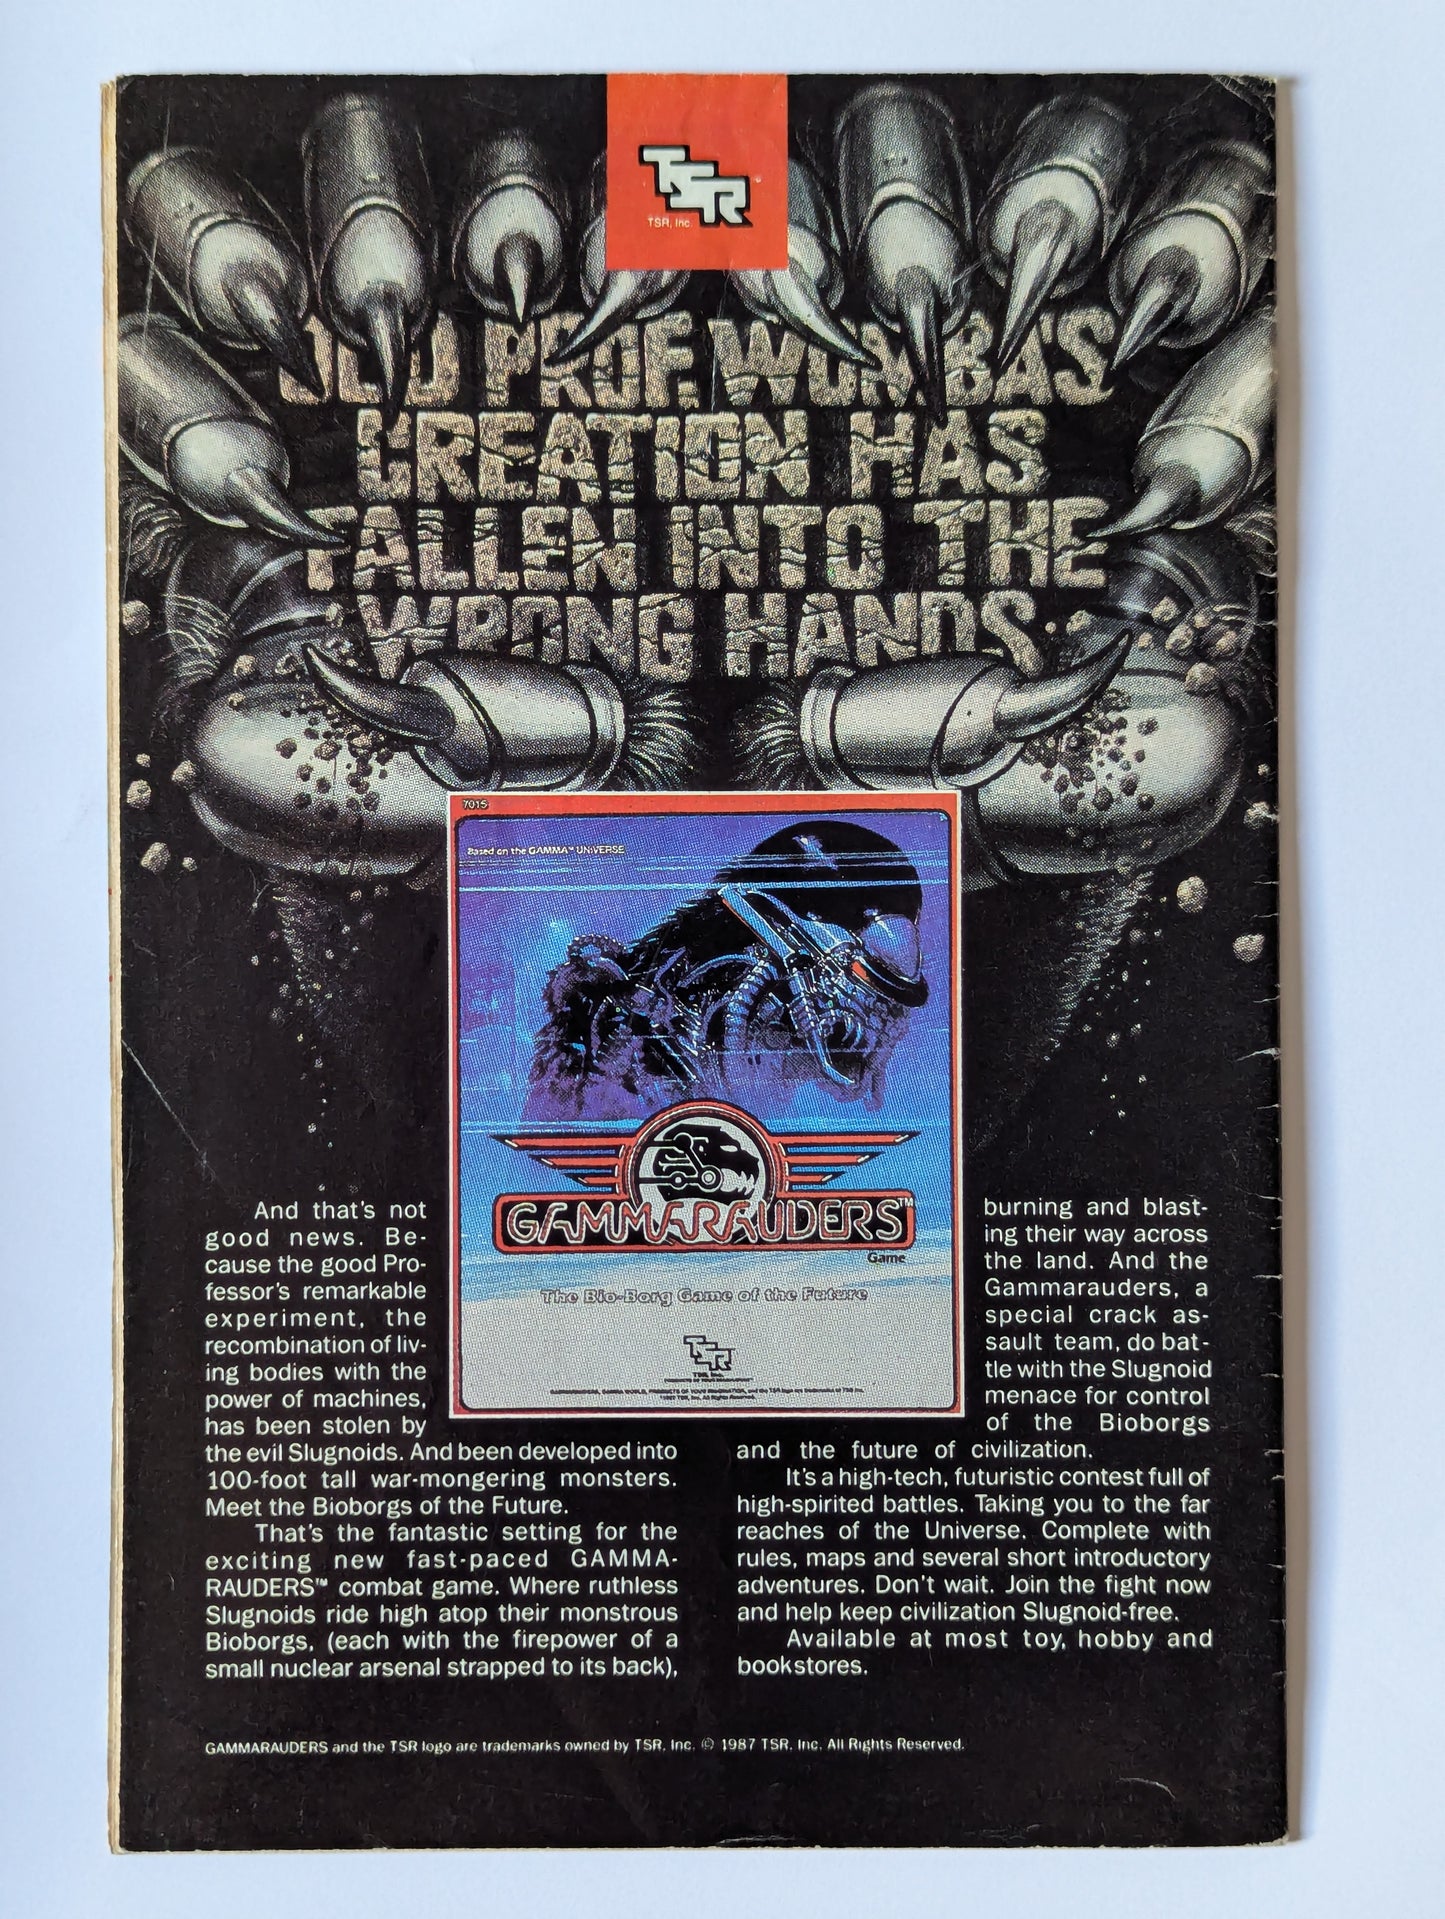 TSR
TSR, Inc.
OLD PROF. WOMBA'S
CREATION HAS
FALLEN INTO THE
WRONG HANDS
7015
Based on the GAMMA™ UNIVERSE
GAMMARAUDERS™
Game
The Bio-Borg Game of the Future
TSR
TSR, Inc.
PRODUCTS OF YOUR IMAGINATION™
And that's not
good news. Be-
cause the good Pro-
fessor's remarkable
experiment, the
recombination of liv-
ing bodies with the
power of machines,
has been stolen by
the evil Slugnoids. And been developed into
100-foot tall war-mongering monsters.
Meet the Bioborgs of the Future.
That's the fantastic setting for the
exciting new fast-paced GAMMA-
RAUDERS™ combat game. Where ruthless
Slugnoids ride high atop their monstrous
Bioborgs, (each with the firepower of a
small nuclear arsenal strapped to its back),
burning and blast-
ing their way across
the land. And the
Gammarauders, a
special crack as-
sault team, do bat-
tle with the Slugnoid
menace for control
of the Bioborgs
and the future of civilization.
It's a high-tech, futuristic contest full of
high-spirited battles. Taking you to the far
reaches of the Universe. Complete with
rules, maps and several short introductory
adventures. Don't wait. Join the fight now
and help keep civilization Slugnoid-free.
Available at most toy, hobby and
bookstores.
GAMMARAUDERS and the TSR logo are trademarks owned by TSR, Inc. © 1987 TSR, Inc. All Rights Reserved.